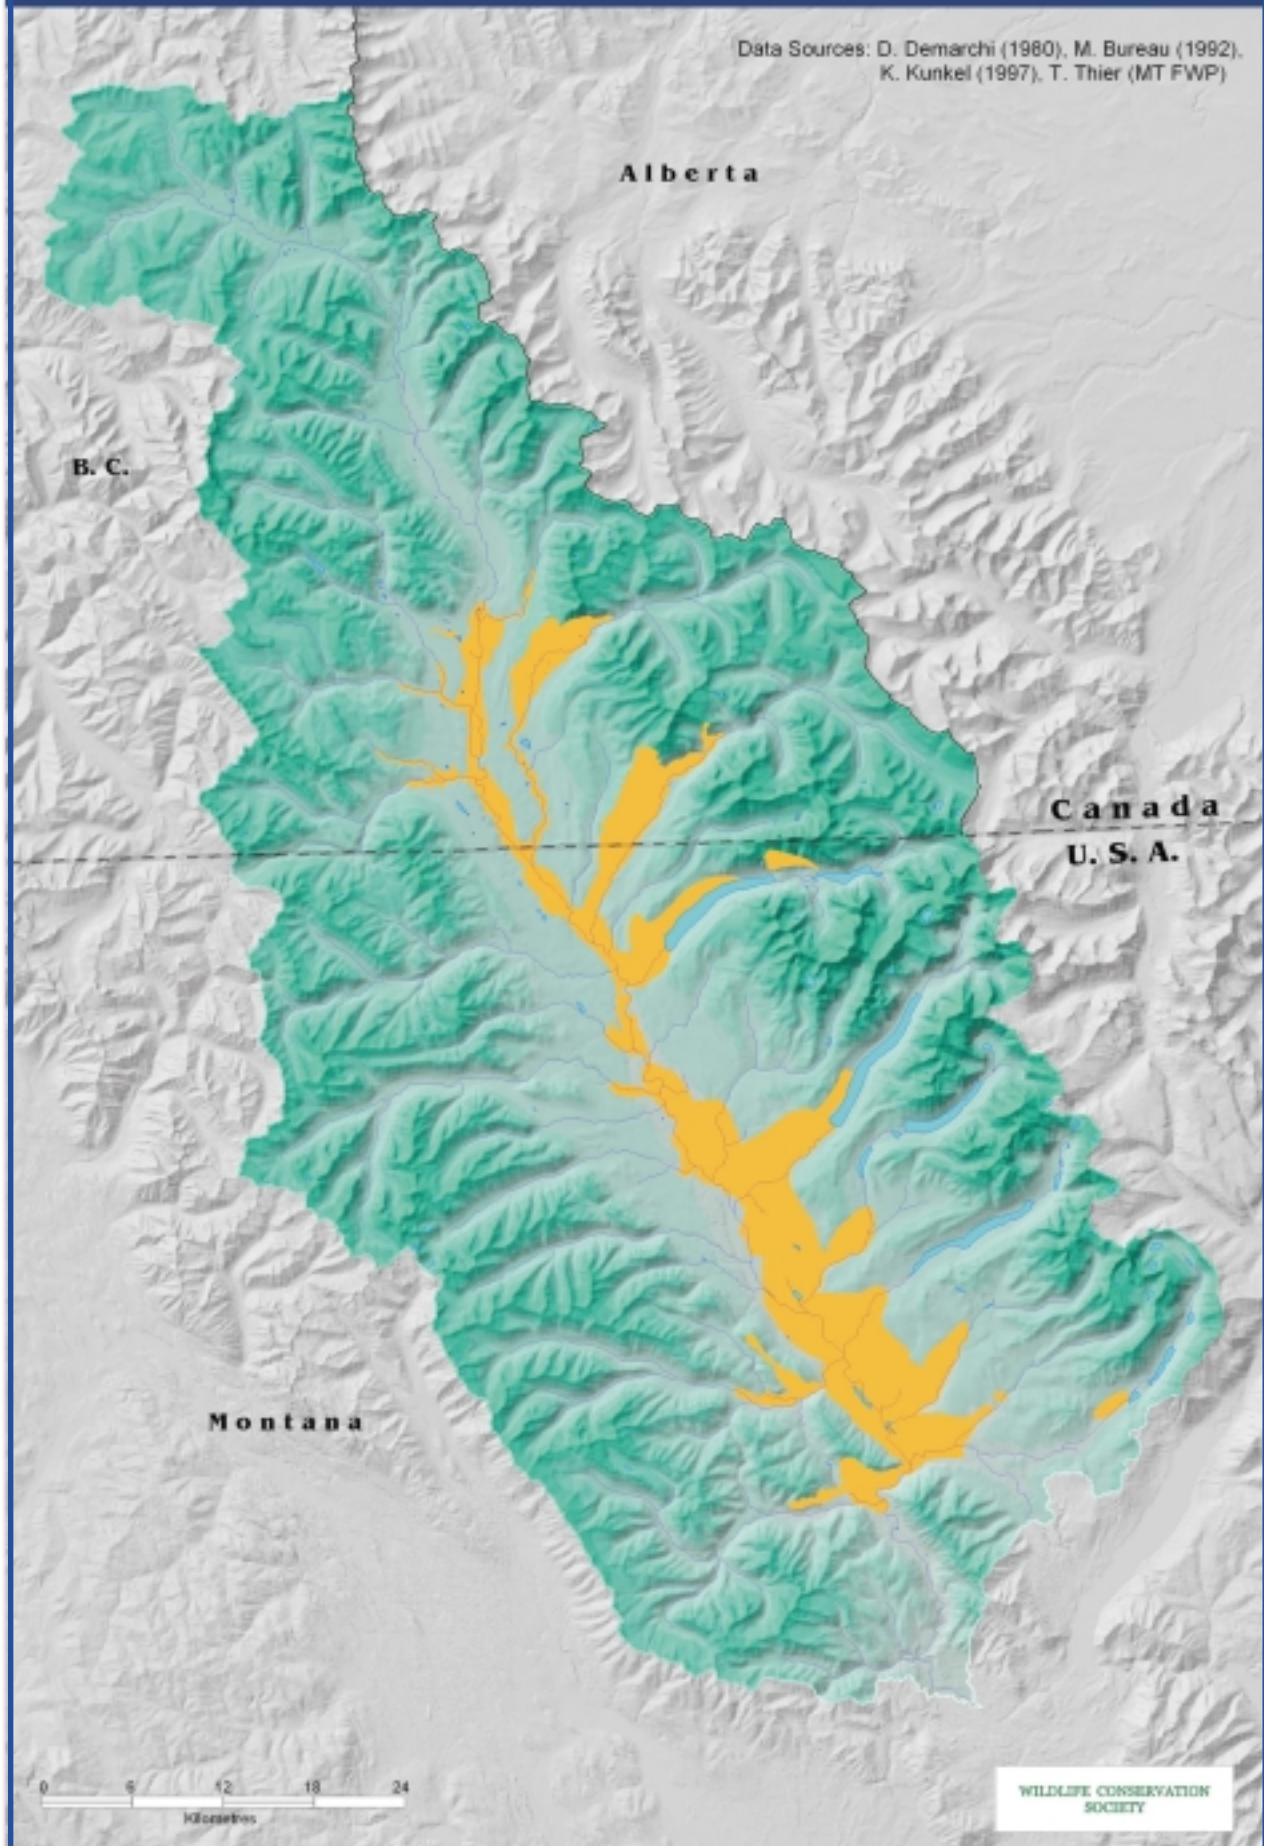 Data Sources: D. Demarchi (1980), M. Bureau (1992),
K. Kunkel (1997), T. Thier (MT FWP)
Alberta
B. C.
Canada
U. S. A.
Montana
0 6 12 18 24
Kilometres
WILDLIFE CONSERVATION
SOCIETY